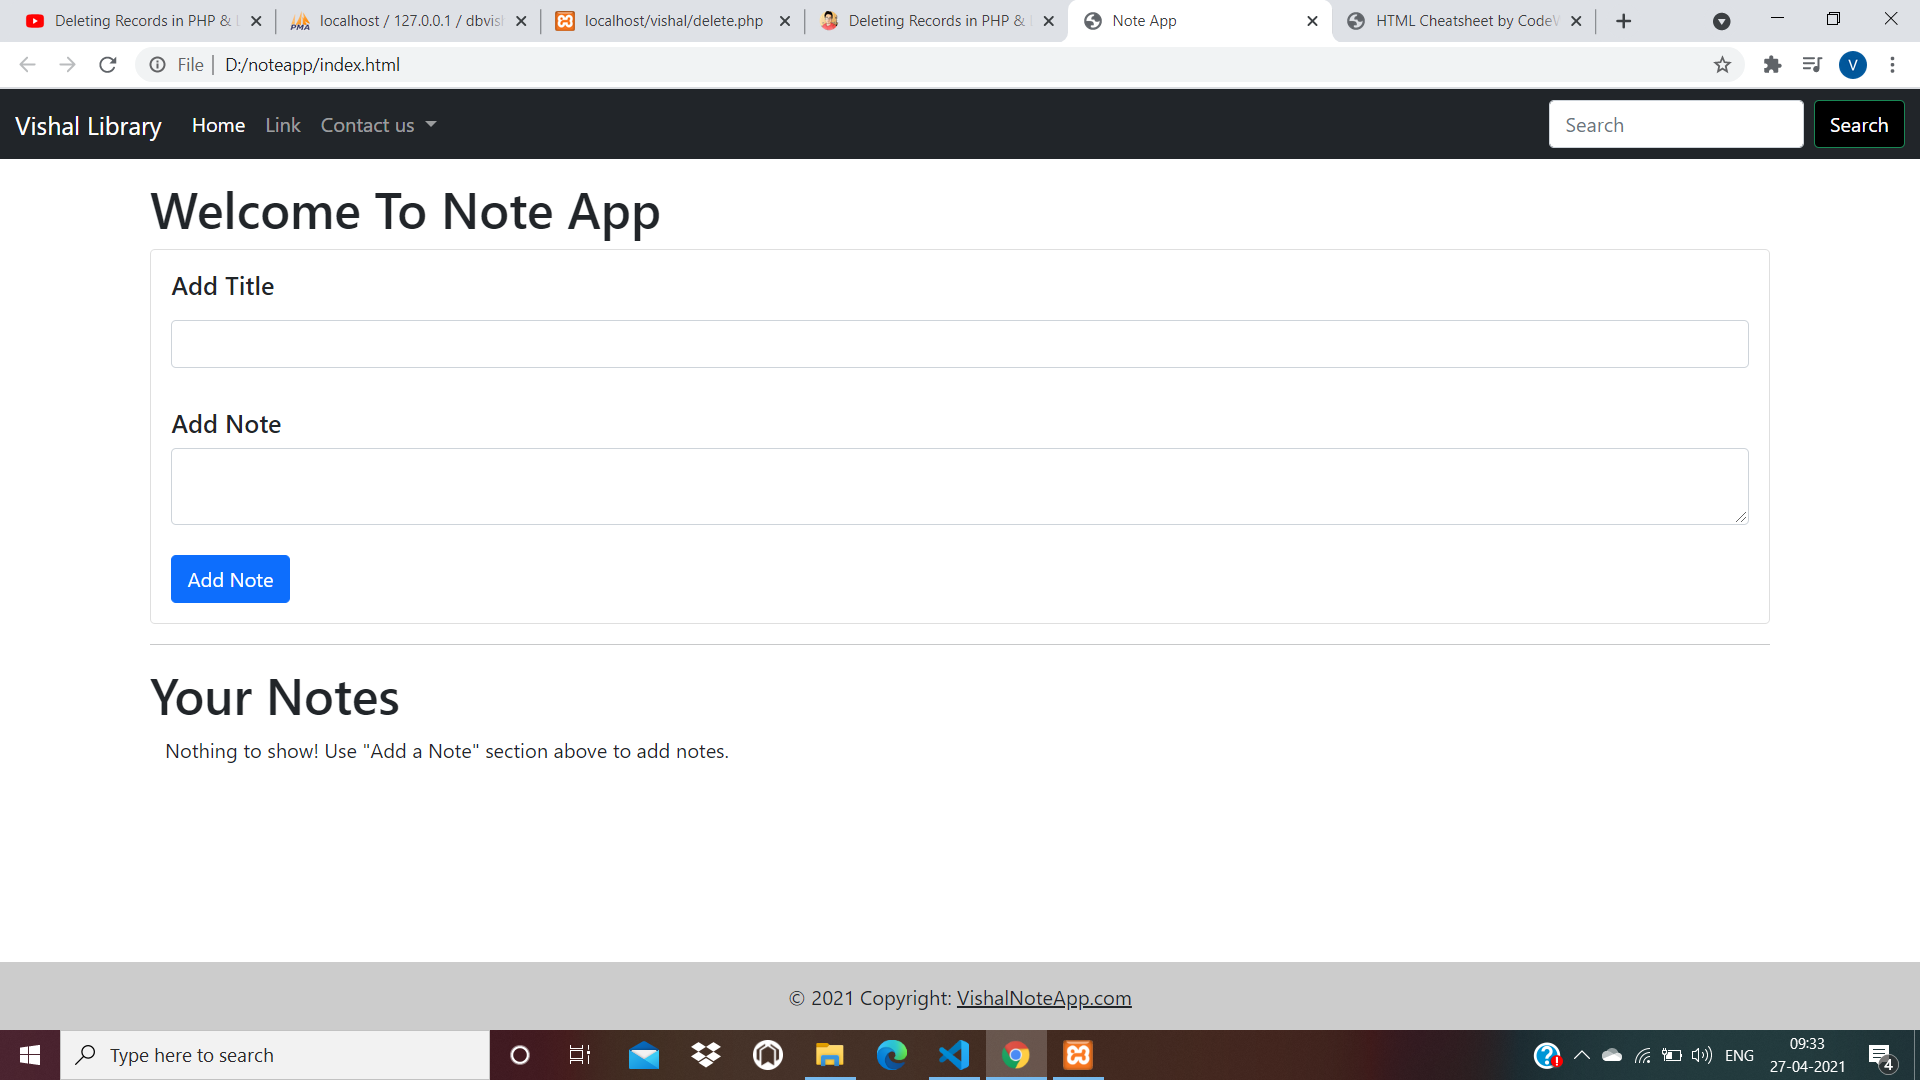 Deleting Records in PHP &
localhost / 127.0.0.1 / dbvis
localhost/vishal/delete.php
Deleting Records in PHP &
Note App
HTML Cheatsheet by Code
File
D:/noteapp/index.html
V
Vishal Library
Home
Link
Contact us
Search
Search
Welcome To Note App
Add Title
Add Note
Add Note
Your Notes
Nothing to show! Use "Add a Note" section above to add notes.
© 2021 Copyright: VishalNoteApp.com
Type here to search
ENG
09:33
27-04-2021
4